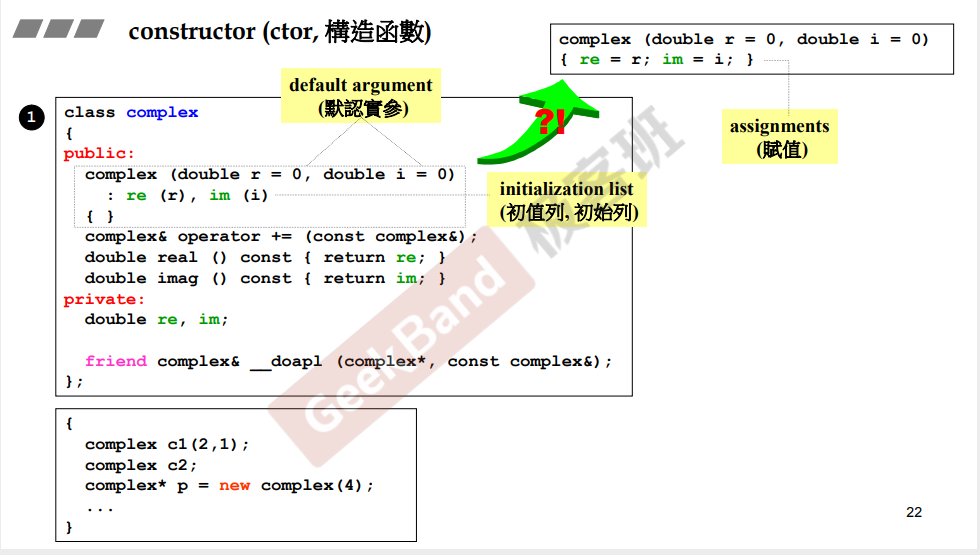 constructor (ctor, 構造函數)
complex (double r = 0, double i = 0)
{ re = r; im = i; }
assignments
(賦值)
default argument
(默認實參)
?!
initialization list
(初值列, 初始列)
1
class complex
{
public:
complex (double r = 0, double i = 0)
: re (r), im (i)
{ }
complex& operator += (const complex&);
double real () const { return re; }
double imag () const { return im; }
private:
double re, im;
friend complex& __doapl (complex*, const complex&);
};
{
complex c1(2,1);
complex c2;
complex* p = new complex(4);
...
}
GeekBand
极客班
22